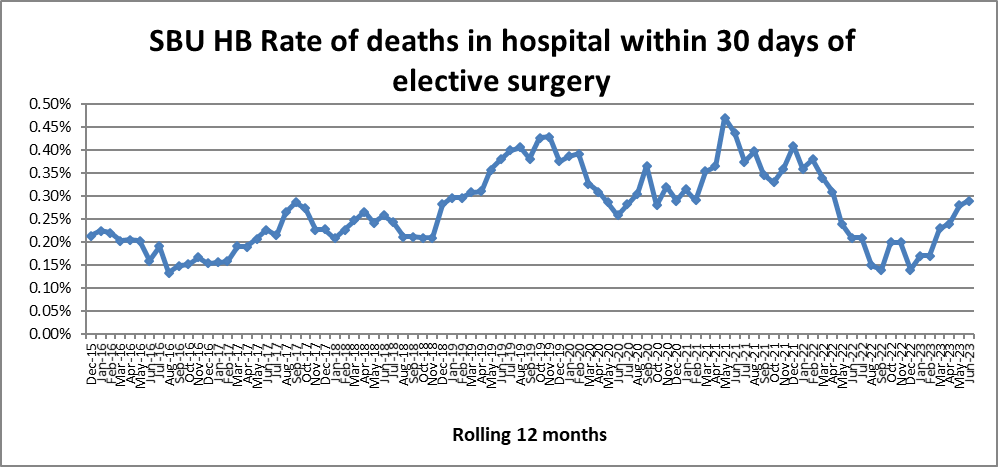 SBU HB Rate of deaths in hospital within 30 days of
elective surgery
0.50%
0.45%
0.40%
0.35%
0.30%
0.25%
0.20%
0.15%
0.10%
0.05%
0.00%
Dec-15
Jan-16
Feb-16
Mar-16
Apr-16
May-16
Jun-16
Jul-16
Aug-16
Sep-16
Oct-16
Nov-16
Dec-16
Jan-17
Feb-17
Mar-17
Apr-17
May-17
Jun-17
Jul-17
Aug-17
Sep-17
Oct-17
Nov-17
Dec-17
Jan-18
Feb-18
Mar-18
Apr-18
May-18
Jun-18
Jul-18
Aug-18
Sep-18
Oct-18
Nov-18
Dec-18
Jan-19
Feb-19
Mar-19
Apr-19
May-19
Jun-19
Jul-19
Aug-19
Sep-19
Oct-19
Nov-19
Dec-19
Jan-20
Feb-20
Mar-20
Apr-20
May-20
Jun-20
Jul-20
Aug-20
Sep-20
Oct-20
Nov-20
Dec-20
Jan-21
Feb-21
Mar-21
Apr-21
May-21
Jun-21
Jul-21
Aug-21
Sep-21
Oct-21
Nov-21
Dec-21
Jan-22
Feb-22
Mar-22
Apr-22
May-22
Jun-22
Jul-22
Aug-22
Sep-22
Oct-22
Nov-22
Dec-22
Jan-23
Feb-23
Mar-23
Apr-23
May-23
Jun-23
Rolling 12 months